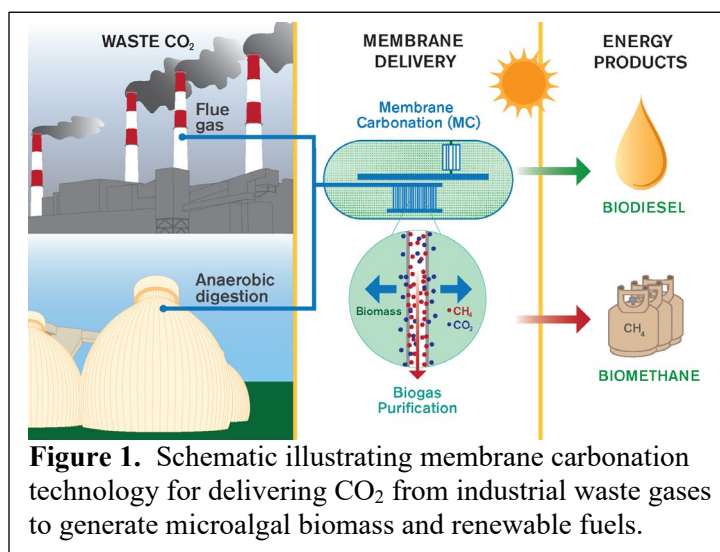 WASTE CO₂
Flue
gas
Anaerobic
digestion
MEMBRANE
DELIVERY
Membrane
Carbonation (MC)
Biomass
•CH₄
•CO₂
Biogas
Purification
ENERGY
PRODUCTS
BIODIESEL
CH₄
BIOMETHANE
Figure 1. Schematic illustrating membrane carbonation
technology for delivering CO₂ from industrial waste gases
to generate microalgal biomass and renewable fuels.